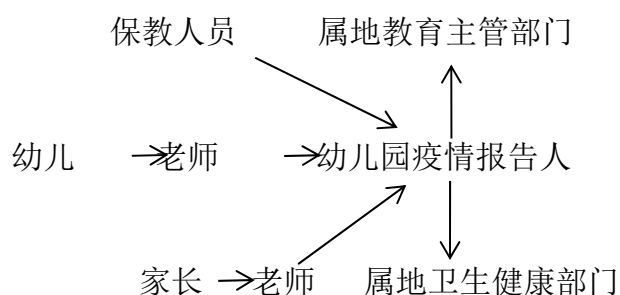 保教人员 属地教育主管部门
幼儿 老师 幼儿园疫情报告人
家长 老师 属地卫生健康部门